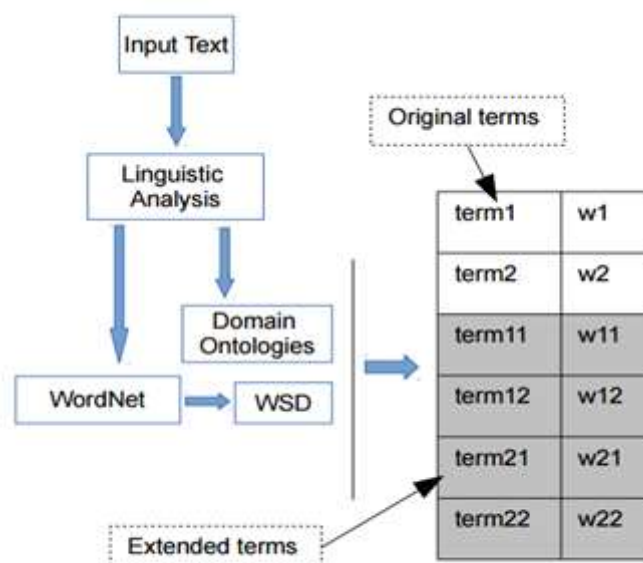 Input Text
Original terms
Linguistic
Analysis
term1 w1
term2 w2
Domain
Ontologies
term11 w11
WordNet
WSD
term12 w12
term21 w21
term22 w22
Extended terms